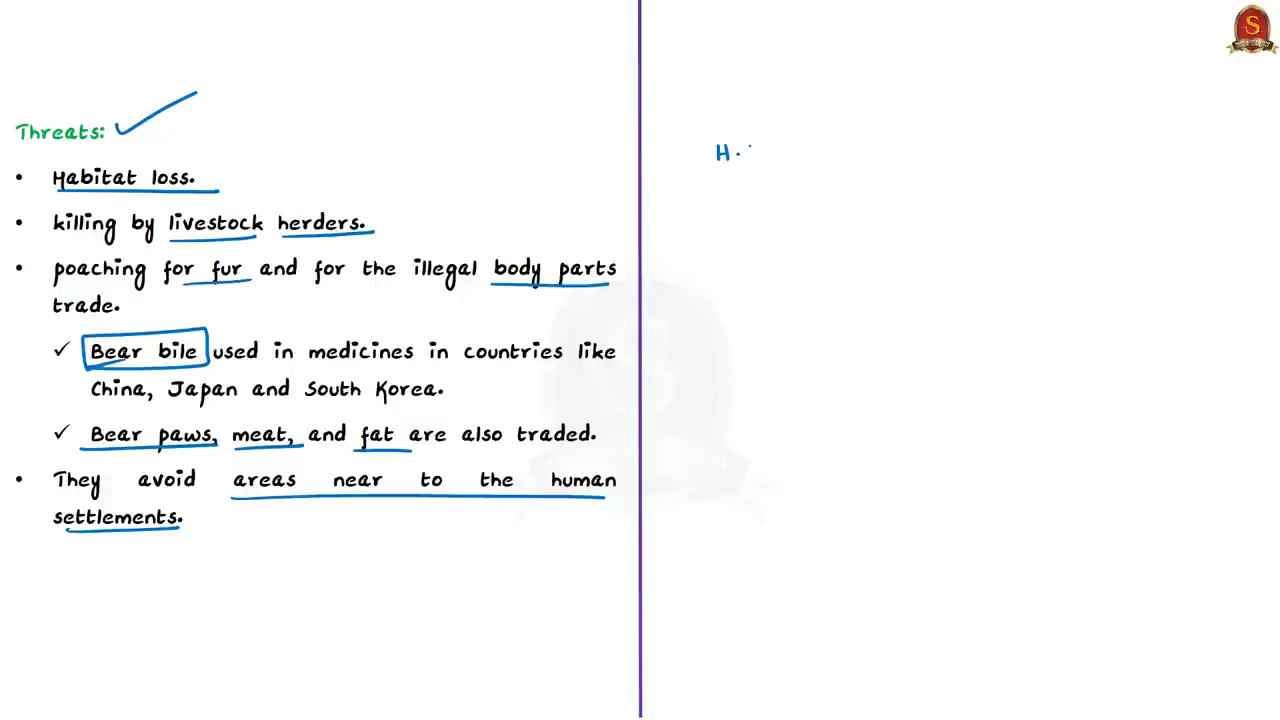 Threats:
• Habitat loss.
• killing by livestock herders.
• poaching for fur and for the illegal body parts
trade.
✓ Bear bile used in medicines in countries like
China, Japan and South Korea.
✓ Bear paws, meat, and fat are also traded.
• They avoid areas near to the human
settlements.
H.
S